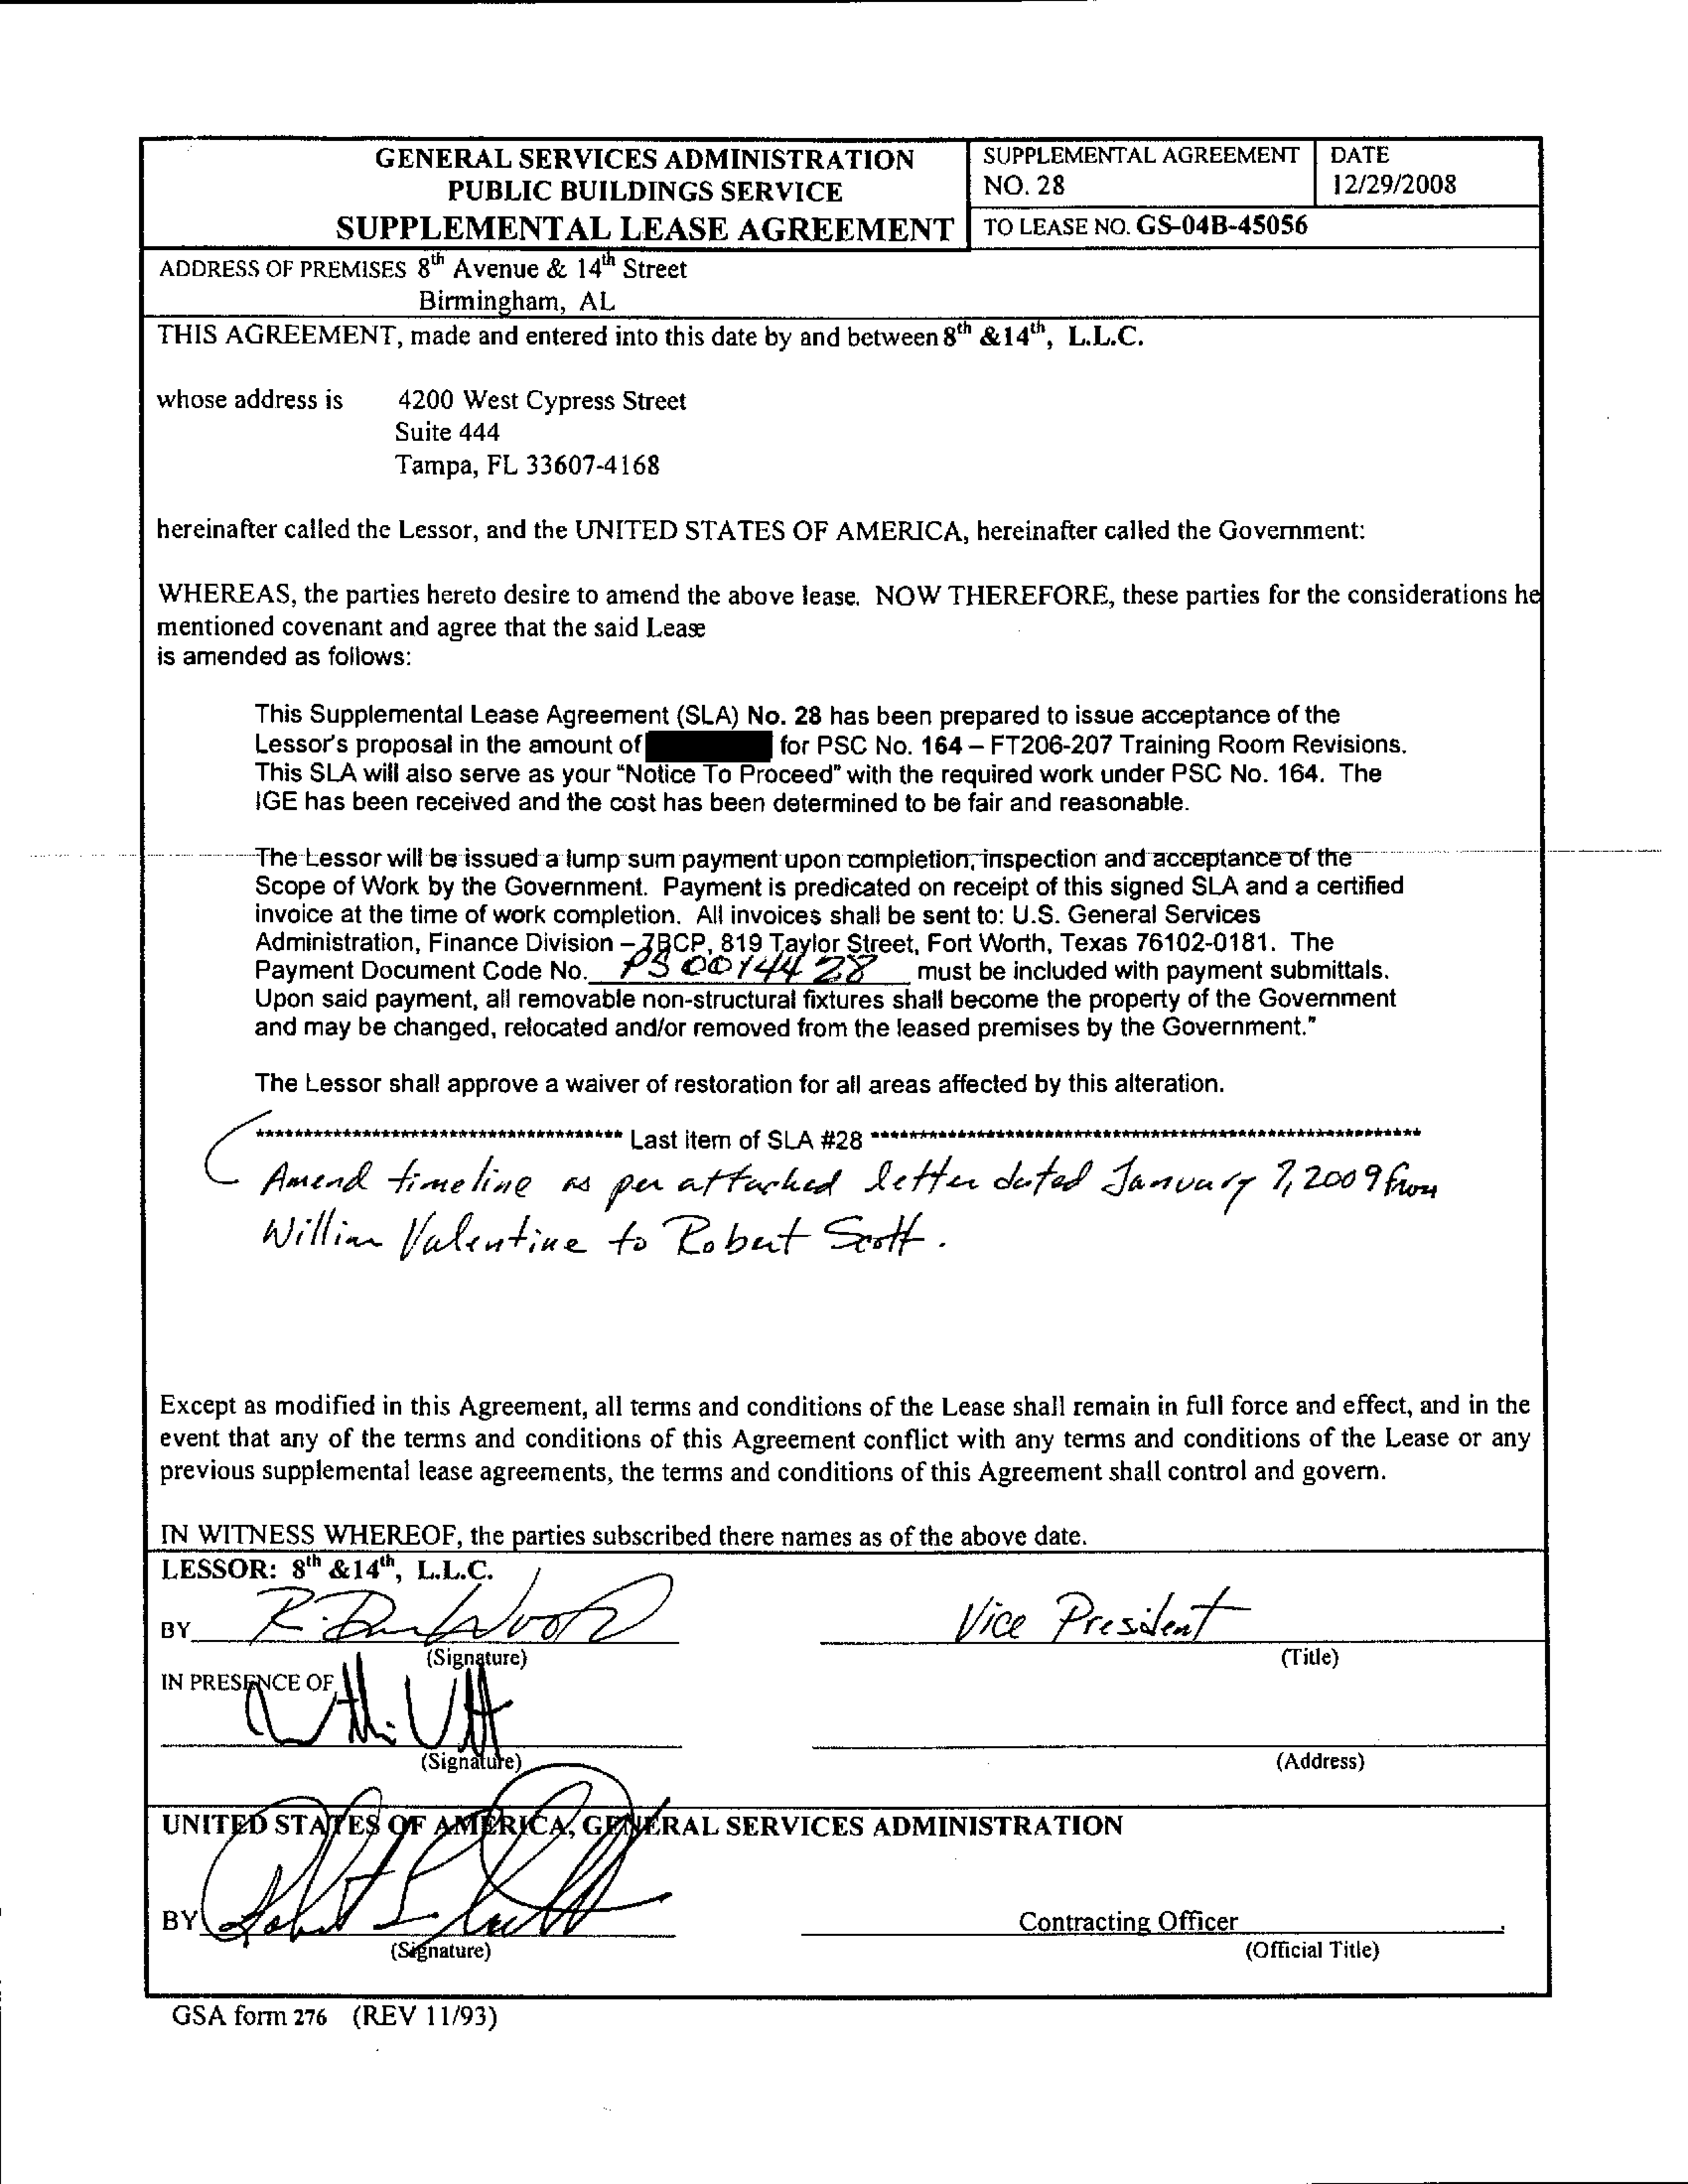 GENERAL SERVICES ADMINISTRATION
PUBLIC BUILDINGS SERVICE
SUPPLEMENTAL LEASE AGREEMENT
SUPPLEMENTAL AGREEMENT
NO. 28
DATE
12/29/2008
TO LEASE NO. GS-04B-45056
ADDRESS OF PREMISES 8th Avenue & 14th Street
Birmingham, AL
THIS AGREEMENT, made and entered into this date by and between 8th &14th, L.L.C.
whose address is 4200 West Cypress Street
Suite 444
Tampa, FL 33607-4168
hereinafter called the Lessor, and the UNITED STATES OF AMERICA, hereinafter called the Government:
WHEREAS, the parties hereto desire to amend the above lease. NOW THEREFORE, these parties for the considerations he
mentioned covenant and agree that the said Lease
is amended as follows:
This Supplemental Lease Agreement (SLA) No. 28 has been prepared to issue acceptance of the
Lessor's proposal in the amount of for PSC No. 164 – FT206-207 Training Room Revisions.
This SLA will also serve as your "Notice To Proceed" with the required work under PSC No. 164. The
IGE has been received and the cost has been determined to be fair and reasonable.
The Lessor will be issued a lump sum payment upon completion, inspection and acceptance of the
Scope of Work by the Government. Payment is predicated on receipt of this signed SLA and a certified
invoice at the time of work completion. All invoices shall be sent to: U.S. General Services
Administration, Finance Division – 7BCP, 819 Taylor Street, Fort Worth, Texas 76102-0181. The
Payment Document Code No. PS 0014428 must be included with payment submittals.
Upon said payment, all removable non-structural fixtures shall become the property of the Government
and may be changed, relocated and/or removed from the leased premises by the Government."
The Lessor shall approve a waiver of restoration for all areas affected by this alteration.
************************************** Last item of SLA #28 *********************************************************
Amend timeline as per attached letter dated January 7, 2009 from
William Valentine to Robert Scott.
Except as modified in this Agreement, all terms and conditions of the Lease shall remain in full force and effect, and in the
event that any of the terms and conditions of this Agreement conflict with any terms and conditions of the Lease or any
previous supplemental lease agreements, the terms and conditions of this Agreement shall control and govern.
IN WITNESS WHEREOF, the parties subscribed there names as of the above date.
LESSOR: 8th &14th, L.L.C.
BY Vice President
(Signature) (Title)
IN PRESENCE OF
(Signature) (Address)
UNITED STATES OF AMERICA, GENERAL SERVICES ADMINISTRATION
BY Contracting Officer
(Signature) (Official Title)
GSA form 276 (REV 11/93)